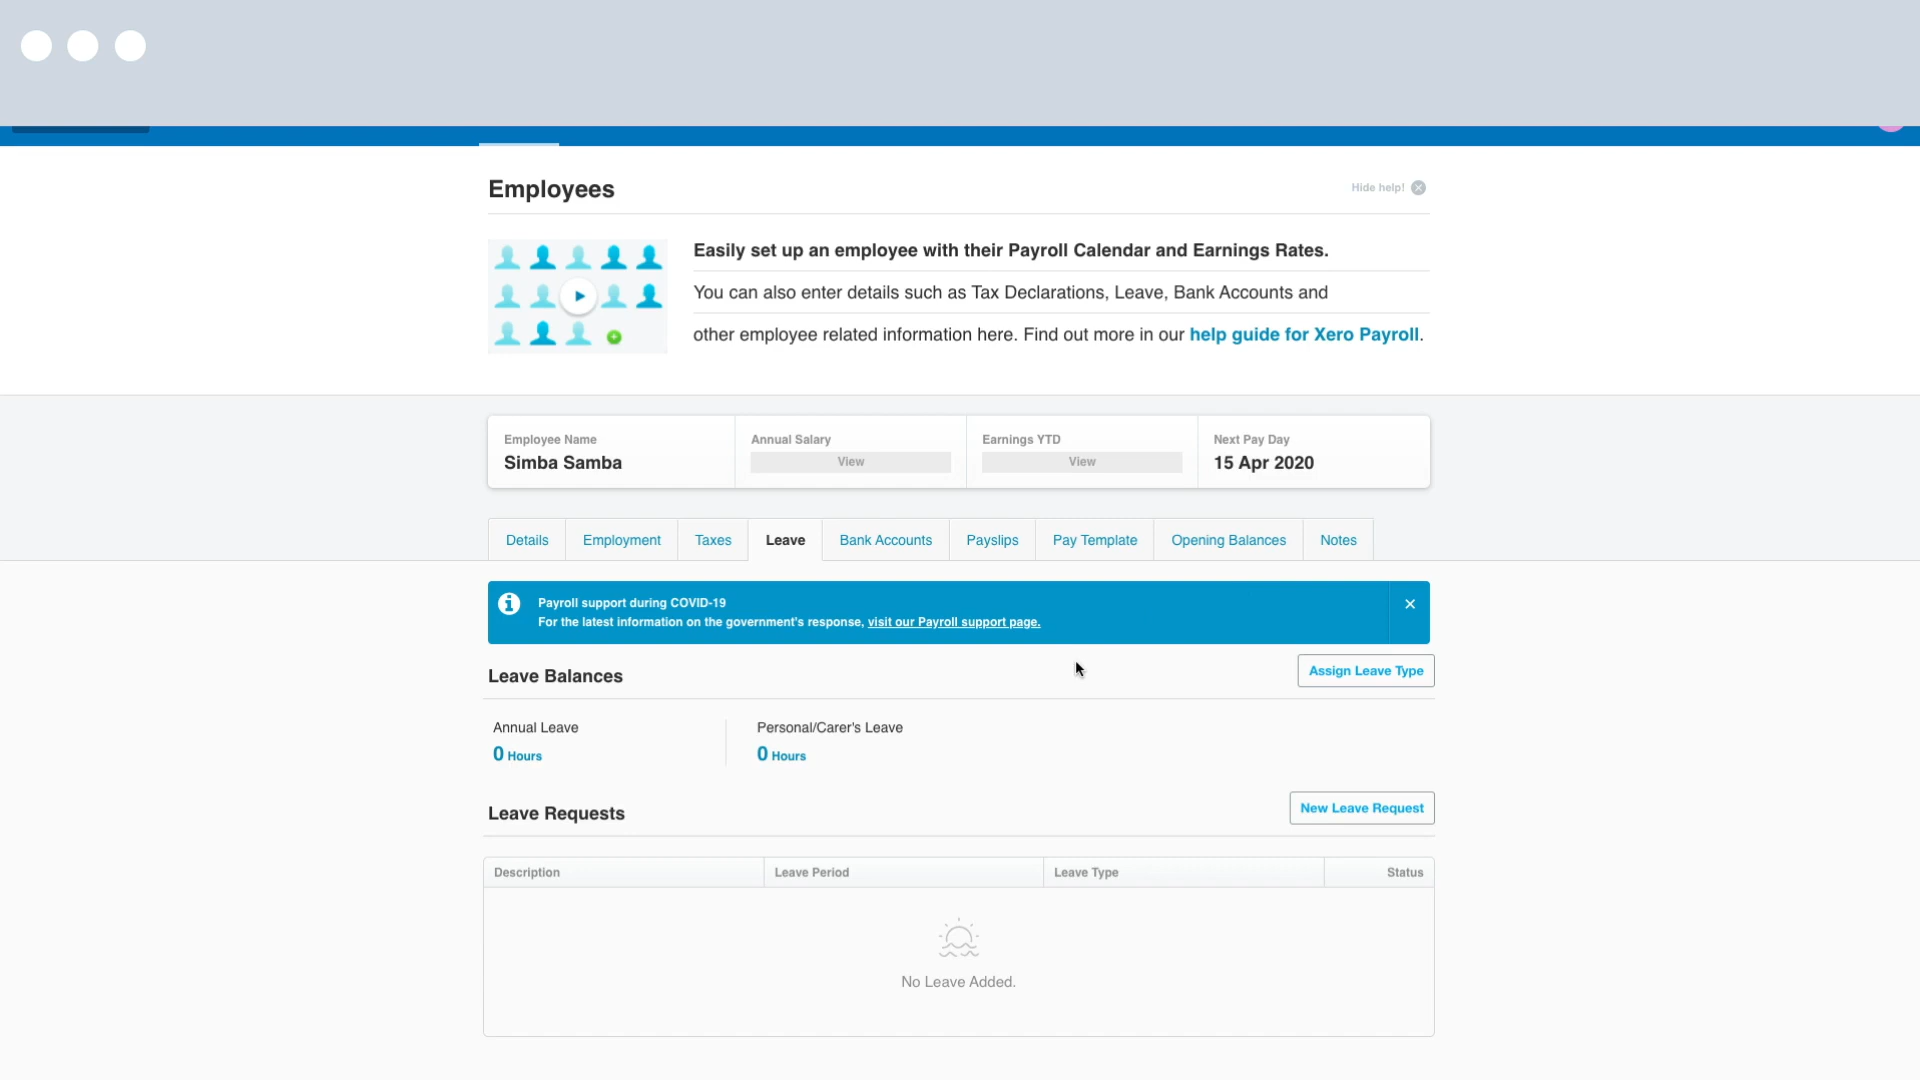 Employees
Hide help!
Easily set up an employee with their Payroll Calendar and Earnings Rates.
You can also enter details such as Tax Declarations, Leave, Bank Accounts and
other employee related information here. Find out more in our help guide for Xero Payroll.
Employee Name
Simba Samba
Annual Salary
View
Earnings YTD
View
Next Pay Day
15 Apr 2020
Details
Employment
Taxes
Leave
Bank Accounts
Payslips
Pay Template
Opening Balances
Notes
Payroll support during COVID-19
For the latest information on the government's response, visit our Payroll support page.
Leave Balances
Assign Leave Type
Annual Leave
0 Hours
Personal/Carer's Leave
0 Hours
Leave Requests
New Leave Request
Description
Leave Period
Leave Type
Status
No Leave Added.